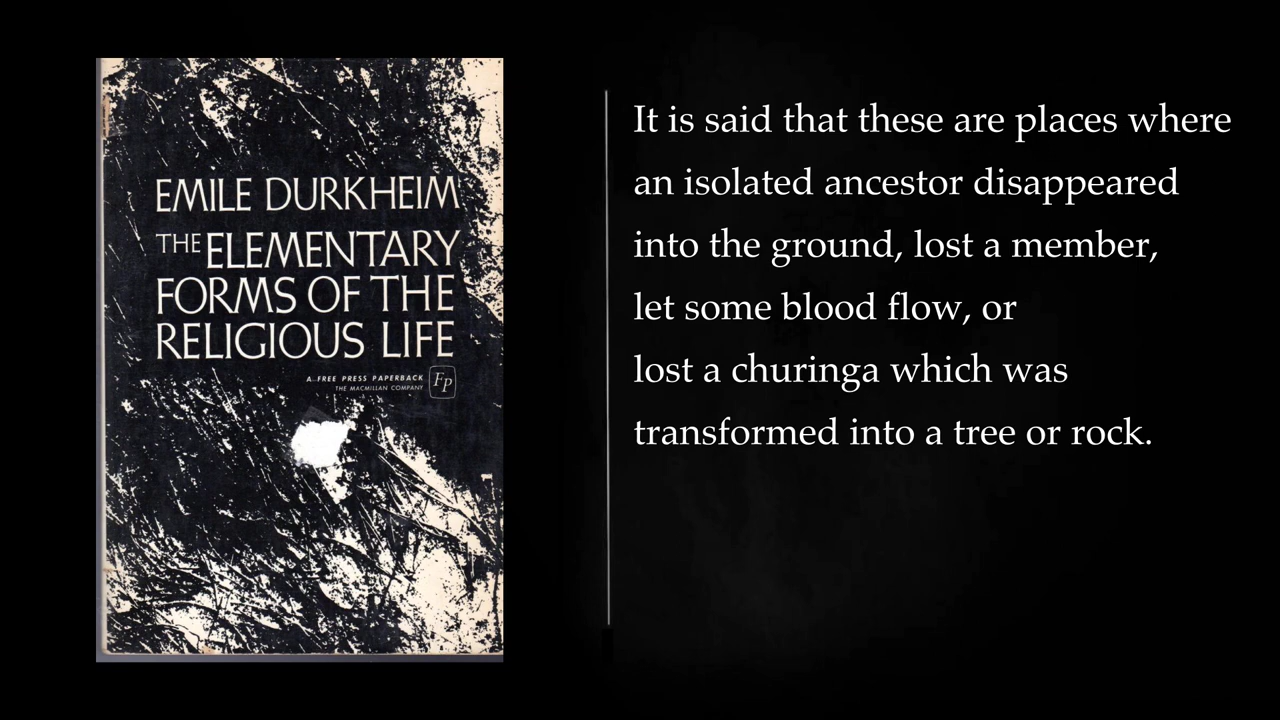 EMILE DURKHEIM
THE ELEMENTARY
FORMS OF THE
RELIGIOUS LIFE
A FREE PRESS PAPERBACK
THE MACMILLAN COMPANY
FP
It is said that these are places where
an isolated ancestor disappeared
into the ground, lost a member,
let some blood flow, or
lost a churinga which was
transformed into a tree or rock.